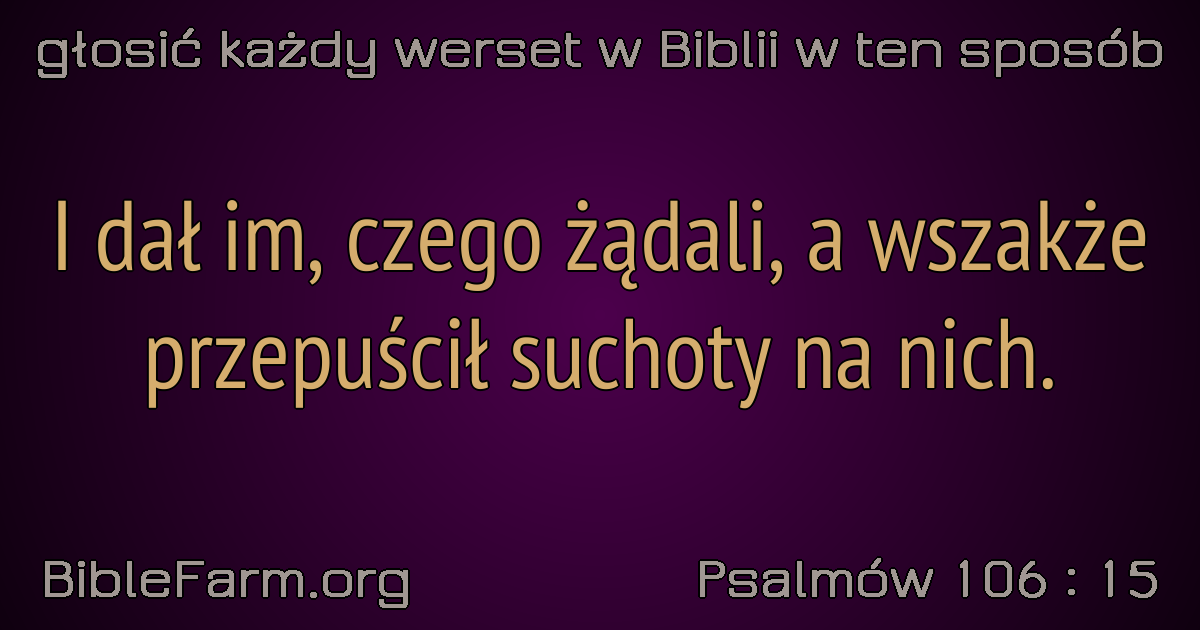 głosić każdy werset w Biblii w ten sposób
I dał im, czego żądali, a wszakże
przepuścił suchoty na nich.
BibleFarm.org
Psalmów 106 : 15